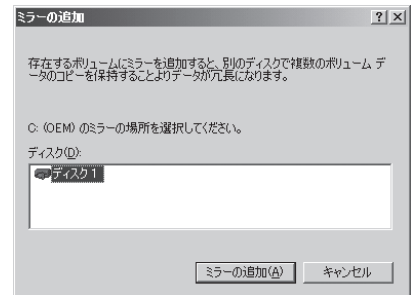 ミラーの追加
存在するボリュームにミラーを追加すると、別のディスクで複数のボリューム デ
ータのコピーを保持することよりデータが冗長になります。
C: (OEM) のミラーの場所を選択してください。
ディスク(D):
ディスク 1
ミラーの追加(A)
キャンセル